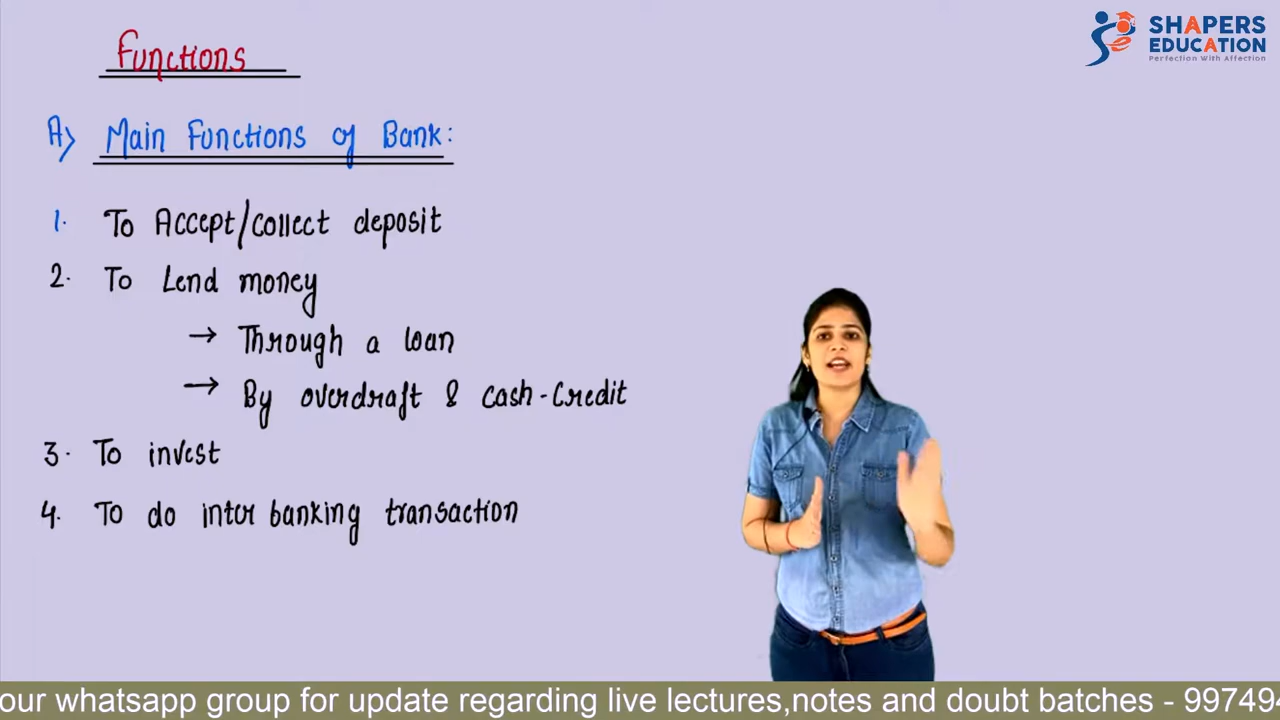 Functions
SHAPERS
EDUCATION
Perfection With Affection
A) Main Functions of Bank:
1. To Accept/collect deposit
2. To Lend money
→ Through a loan
→ By overdraft & cash-credit
3. To invest
4. To do inter banking transaction
our whatsapp group for update regarding live lectures,notes and doubt batches - 99749